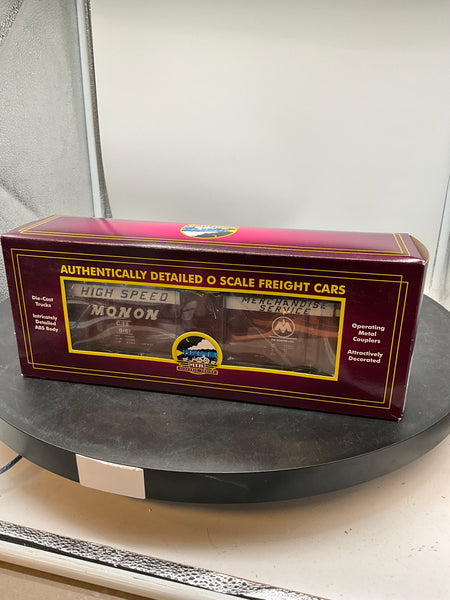 AUTHENTICALLY DETAILED O SCALE FREIGHT CARS
Die-Cast
Trucks
Intricately
Detailed
ABS Body
HIGH SPEED
MONON
MERCHANDISE
SERVICE
M
MTH
Operating
Metal
Couplers
Attractively
Decorated